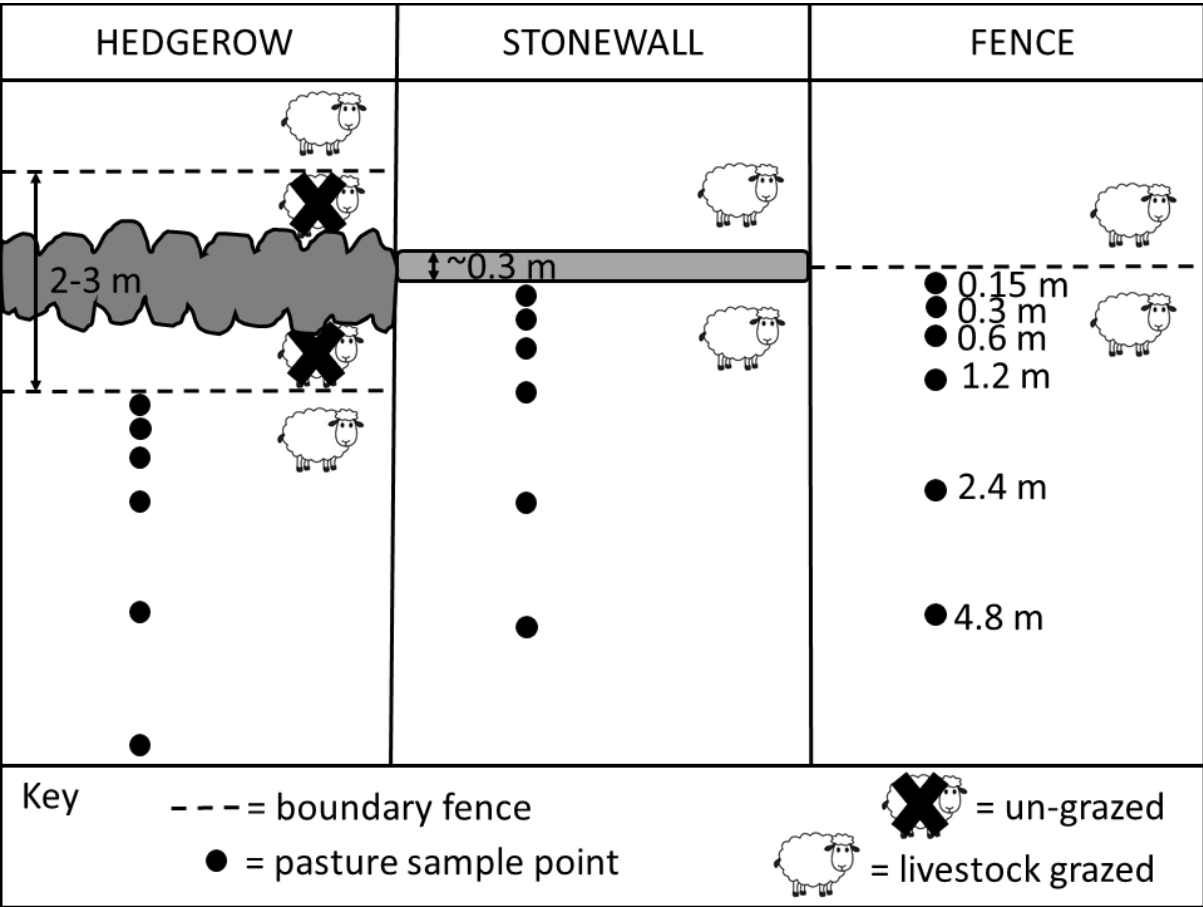 HEDGEROW
STONEWALL
FENCE
2-3 m
~0.3 m
0.15 m
0.3 m
0.6 m
1.2 m
2.4 m
4.8 m
Key
= boundary fence
= pasture sample point
= un-grazed
= livestock grazed